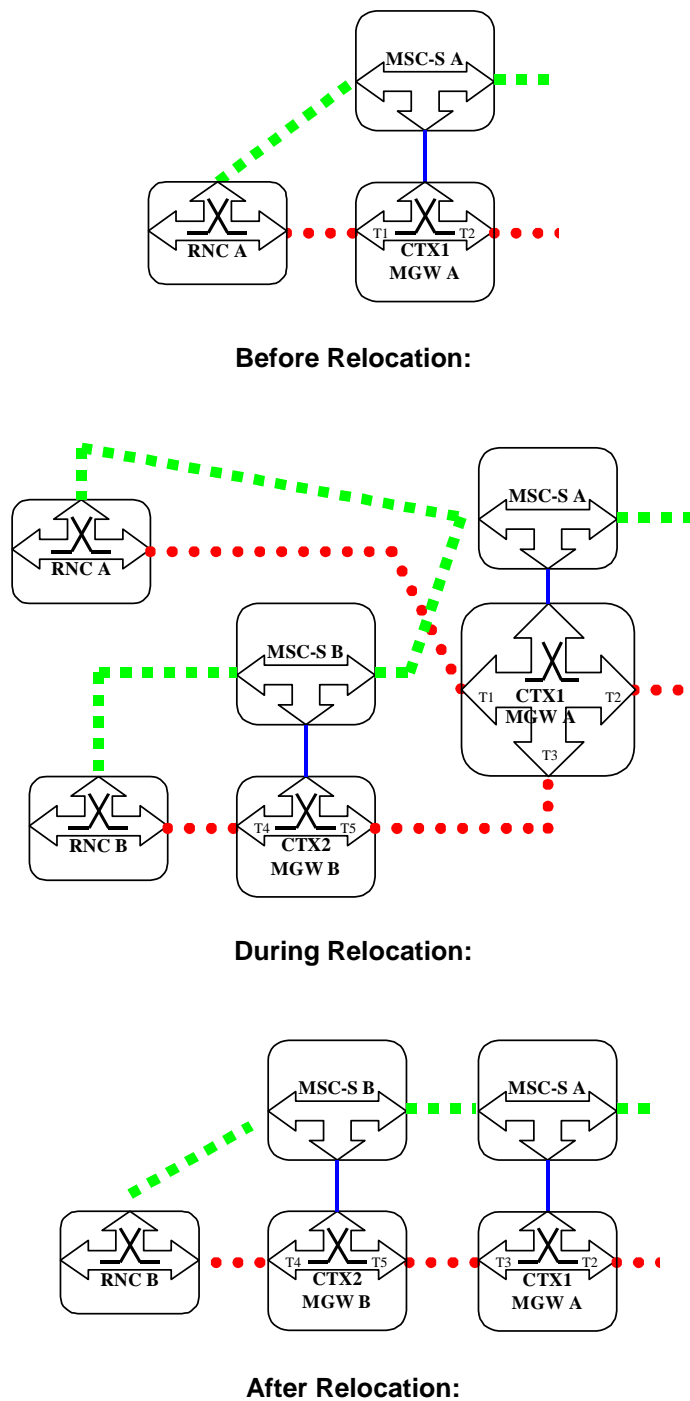 MSC-S A
T1
T2
RNC A
CTX1
MGW A
Before Relocation:
MSC-S A
RNC A
MSC-S B
T1
CTX1
T2
MGW A
T3
T4
T5
RNC B
CTX2
MGW B
During Relocation:
MSC-S B
MSC-S A
T4
T5
T3
T2
RNC B
CTX2
CTX1
MGW B
MGW A
After Relocation: